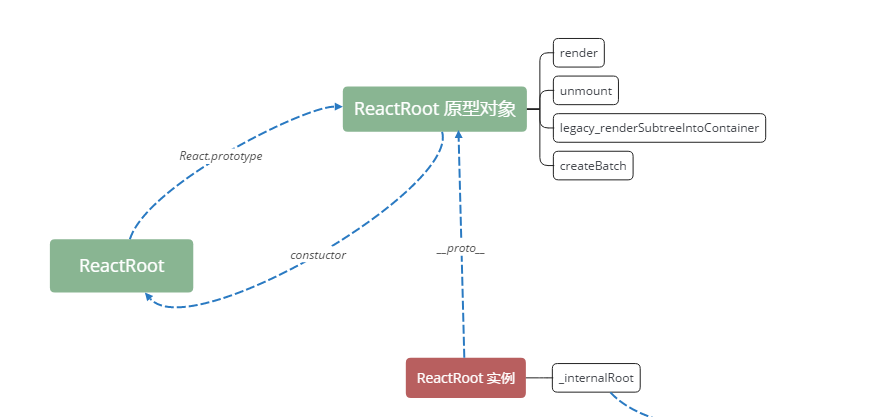 render
ReactRoot 原型对象
unmount
legacy_renderSubtreeIntoContainer
createBatch
React.prototype
ReactRoot
constuctor
__proto__
ReactRoot 实例
_internalRoot